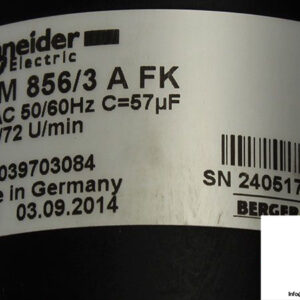 neider
Electric
M 856/3 A FK
AC 50/60Hz C=57µF
/72 U/min
039703084
e in Germany
03.09.2014
SN 240517
BERGER